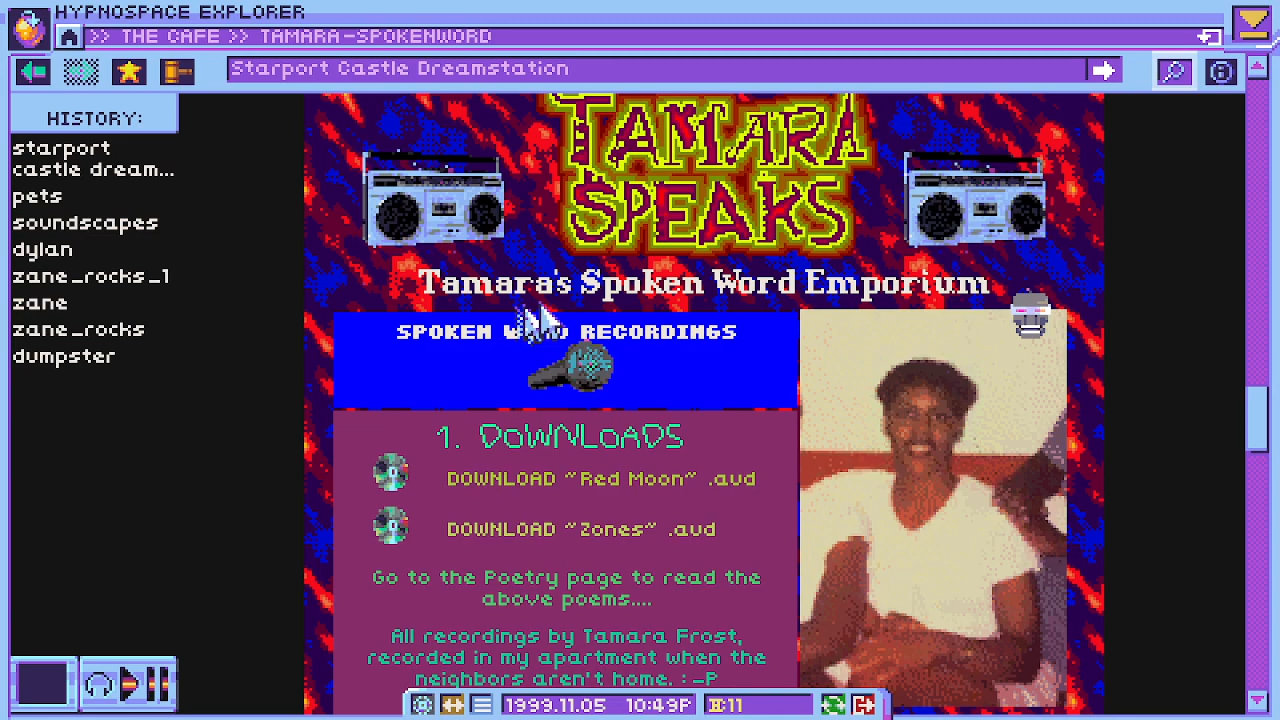 HYPNOSPACE EXPLORER
>> THE CAFE >> TAMARA-SPOKENWORD
Starport Castle Dreamstation
HISTORY:
starport
castle dream...
pets
soundscapes
dylan
zane_rocks_1
zane
zane_rocks
dumpster
TAMARA
SPEAKS
Tamara's Spoken Word Emporium
SPOKEN WORD RECORDINGS
1. DOWNLOADS
DOWNLOAD ~Red Moon~ .aud
DOWNLOAD ~Zones~ .aud
Go to the Poetry page to read the
above poems....
All recordings by Tamara Frost,
recorded in my apartment when the
neighbors aren't home. :-P
1999.11.05 10:49P
11